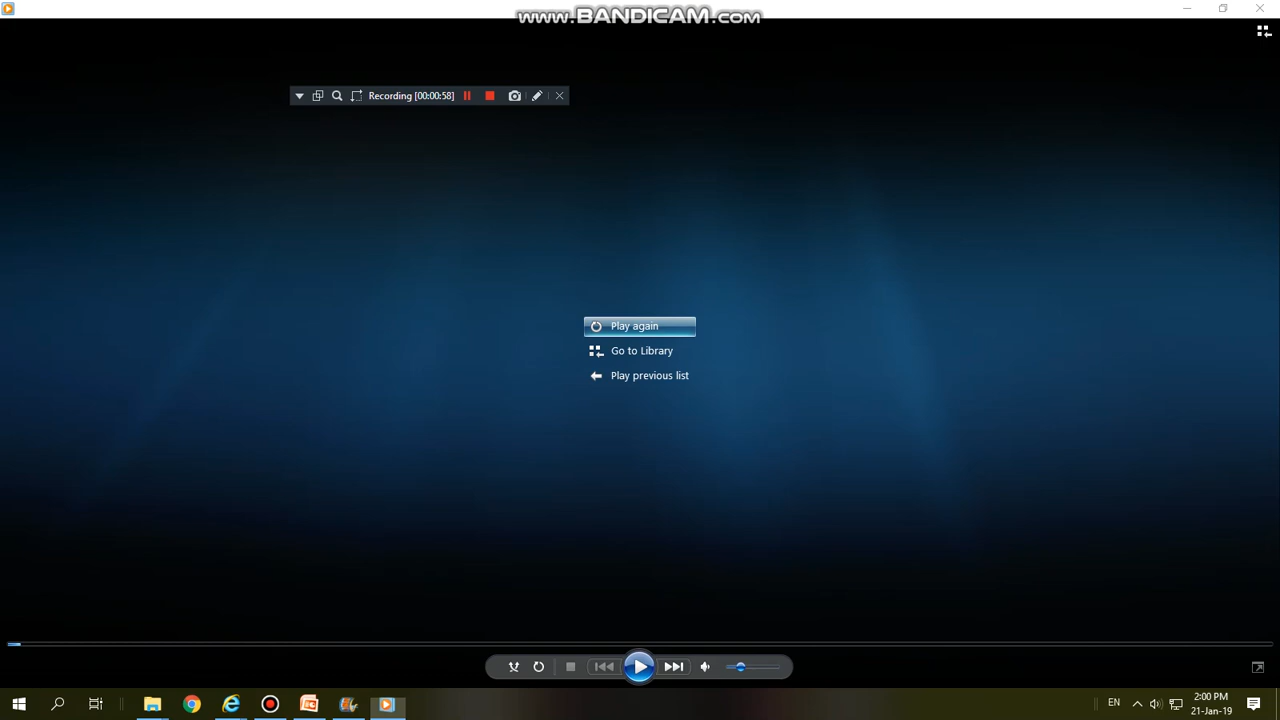 www.BANDICAM.com
Recording [00:00:58]
Play again
Go to Library
Play previous list
EN
2:00 PM
21-Jan-19